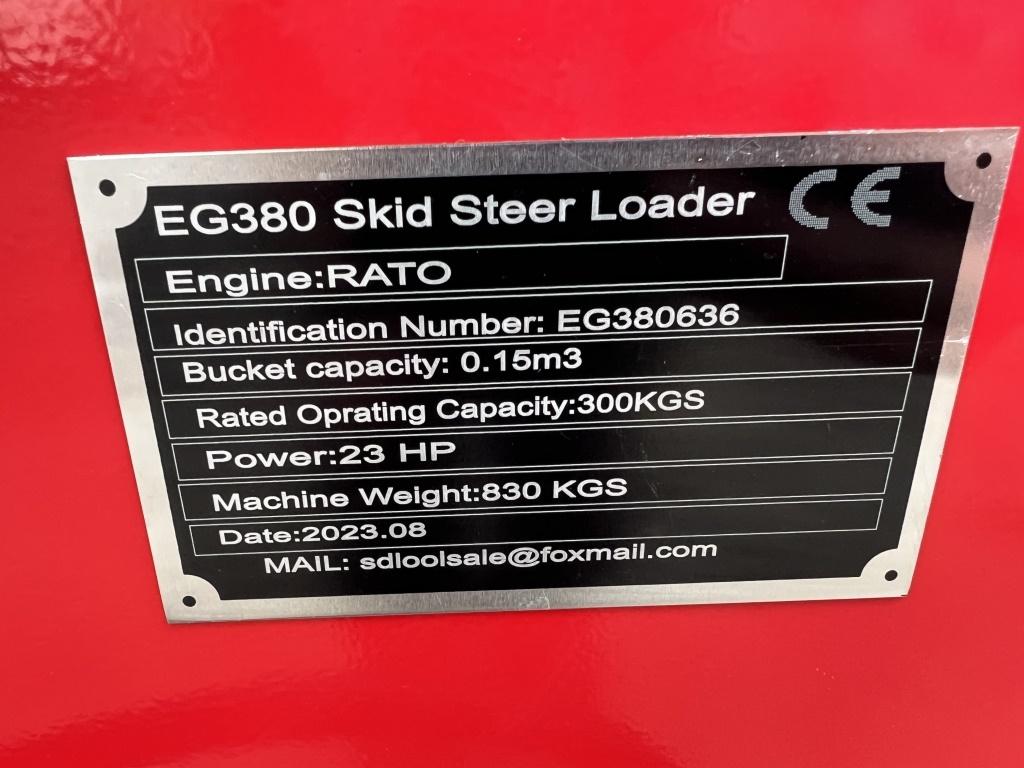 EG380 Skid Steer Loader CE
Engine:RATO
Identification Number: EG380636
Bucket capacity: 0.15m3
Rated Oprating Capacity:300KGS
Power:23 HP
Machine Weight:830 KGS
Date:2023.08
MAIL: sdloolsale@foxmail.com